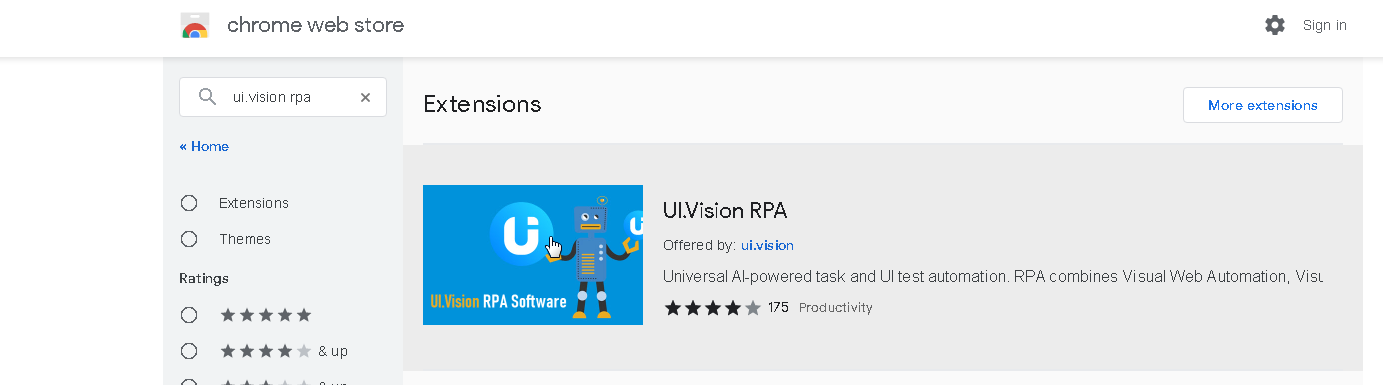 chrome web store
Sign in
ui.vision rpa
« Home
Extensions
Themes
Ratings
& up
Extensions
More extensions
Ui
UI.Vision RPA Software
UI.Vision RPA
Offered by: ui.vision
Universal AI-powered task and UI test automation. RPA combines Visual Web Automation, Visu
175 Productivity